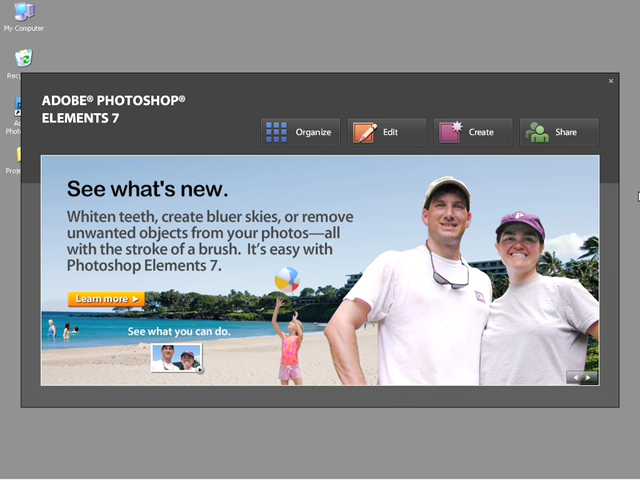 My Computer
ADOBE® PHOTOSHOP®
ELEMENTS 7
Organize
Edit
Create
Share
See what's new.
Whiten teeth, create bluer skies, or remove
unwanted objects from your photos—all
with the stroke of a brush. It's easy with
Photoshop Elements 7.
Learn more
See what you can do.